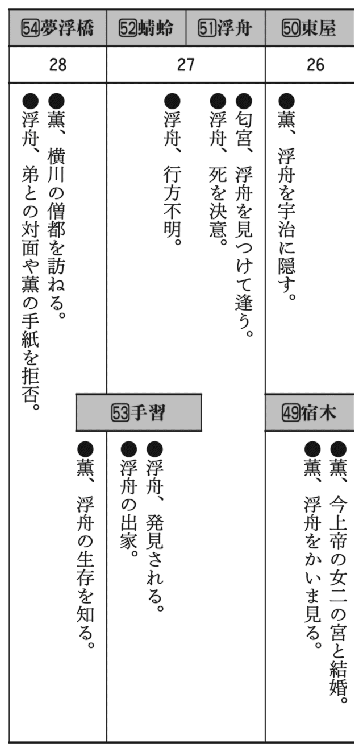 50東屋
26
●薫、浮舟を宇治に隠す。
49宿木
●薫、今上帝の女二の宮と結婚。
●薫、浮舟をかいま見る。
51浮舟
52蜻蛉
27
●匂宮、浮舟を見つけて逢う。
●浮舟、死を決意。
●浮舟、行方不明。
53手習
●浮舟、発見される。
●浮舟の出家。
●薫、浮舟の生存を知る。
54夢浮橋
28
●薫、横川の僧都を訪ねる。
●浮舟、弟との対面や薫の手紙を拒否。